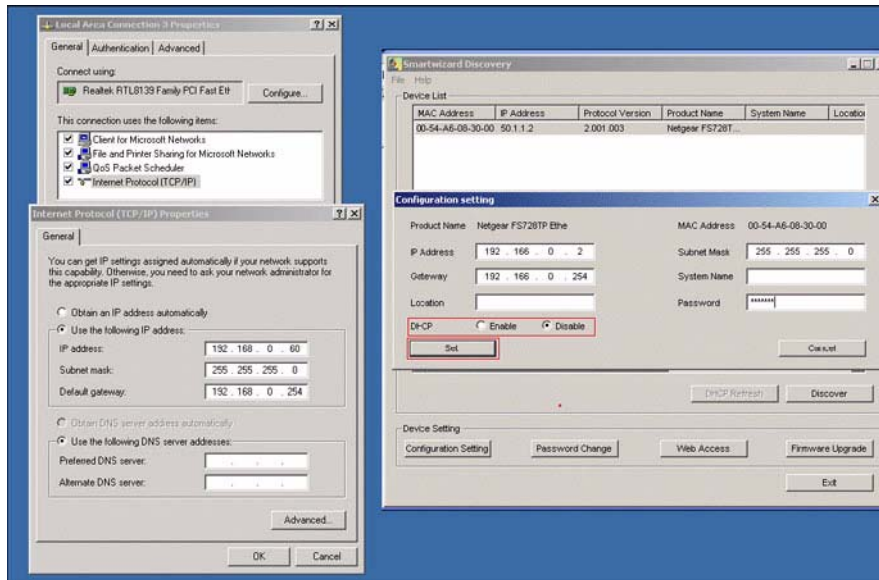 Local Area Connection 3 Properties
General Authentication Advanced
Connect using:
Realtek RTL8139 Family PCI Fast Eth
Configure...
This connection uses the following items:
Client for Microsoft Networks
File and Printer Sharing for Microsoft Networks
QoS Packet Scheduler
Internet Protocol (TCP/IP)
Internet Protocol (TCP/IP) Properties
General
You can get IP settings assigned automatically if your network supports
this capability. Otherwise, you need to ask your network administrator for
the appropriate IP settings.
Obtain an IP address automatically
Use the following IP address:
IP address: 192 . 168 . 0 . 60
Subnet mask: 255 . 255 . 255 . 0
Default gateway: 192 . 168 . 0 . 254
Obtain DNS server address automatically
Use the following DNS server addresses:
Preferred DNS server: . . .
Alternate DNS server: . . .
Advanced...
OK Cancel
Smartwizard Discovery
File Help
Device List
MAC Address IP Address Protocol Version Product Name System Name Location
00-54-A6-08-30-00 50.1.1.2 2.001.003 Netgear FS728T...
Configuration setting
Product Name Netgear FS728TP Ethe MAC Address 00-54-A6-08-30-00
IP Address 192 . 166 . 0 . 2 Subnet Mask 255 . 255 . 255 . 0
Gateway 192 . 166 . 0 . 254 System Name
Location Password *******
DHCP Enable Disable
Set Cancel
DHCP Refresh Discover
Device Setting
Configuration Setting Password Change Web Access Firmware Upgrade
Exit